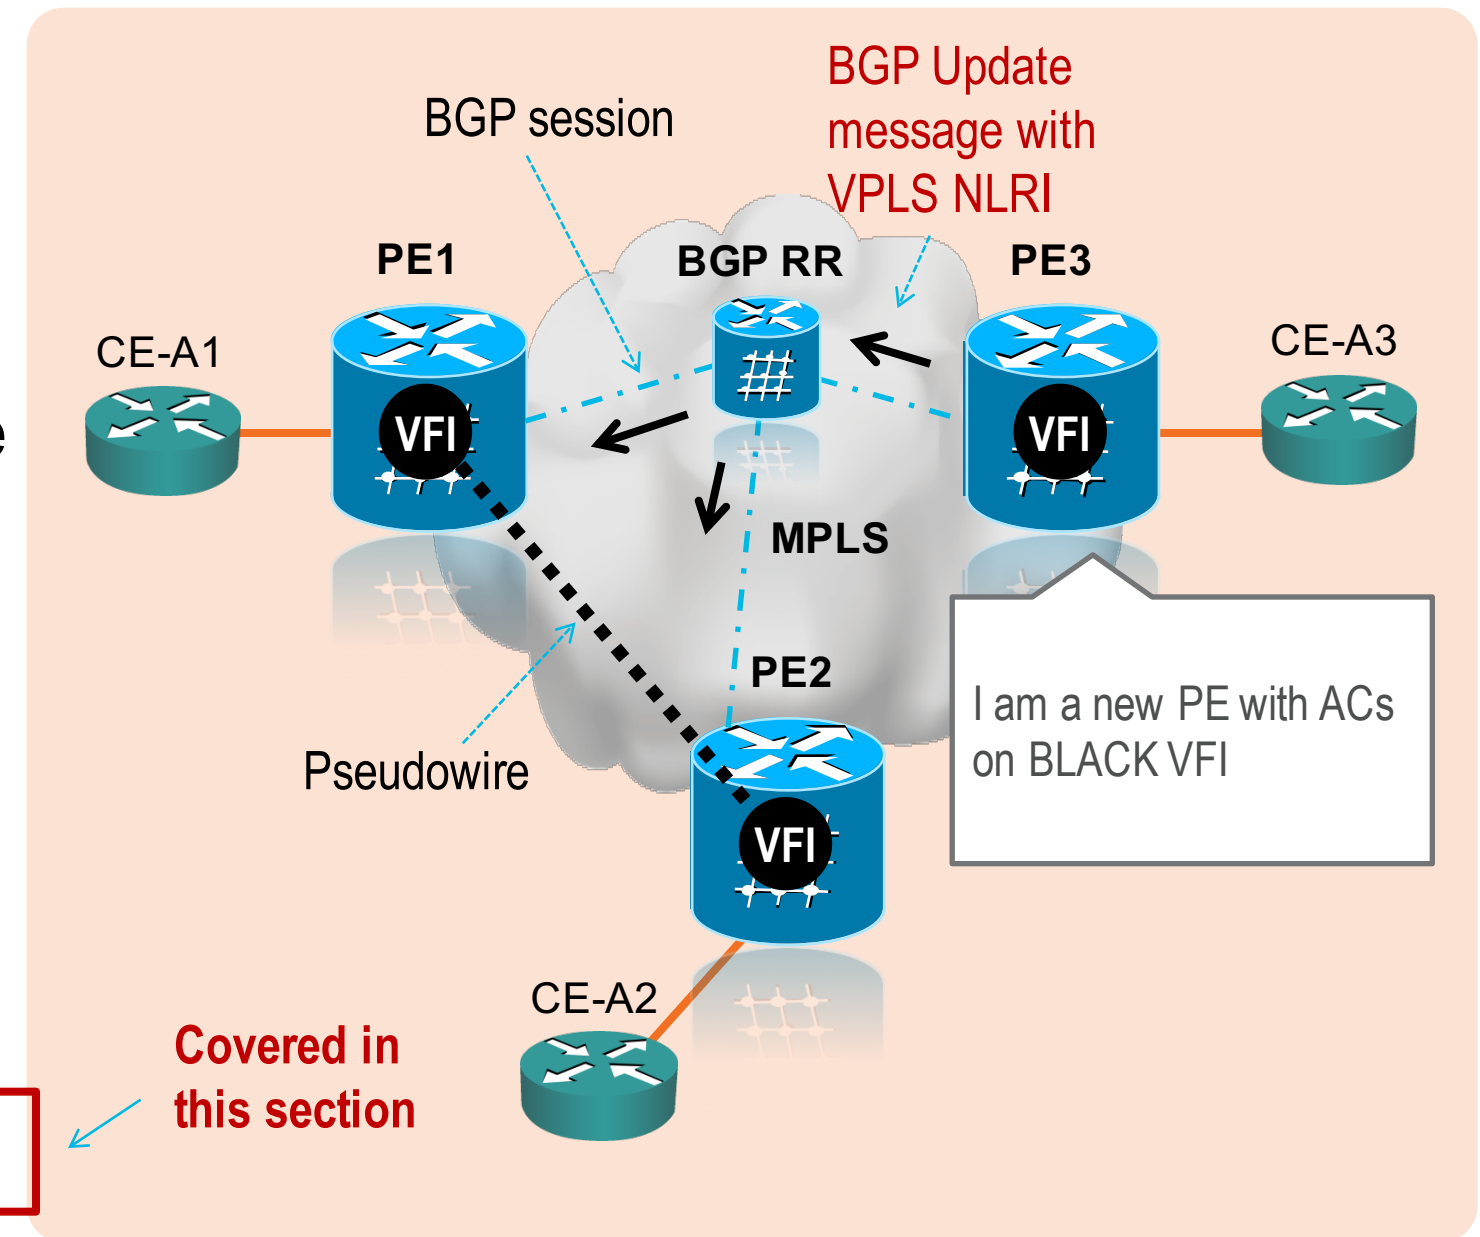 BGP Update
message with
VPLS NLRI
BGP session
PE1
BGP RR
PE3
CE-A1
CE-A3
VFI
VFI
MPLS
PE2
I am a new PE with ACs
on BLACK VFI
Pseudowire
VFI
CE-A2
Covered in
this section
e